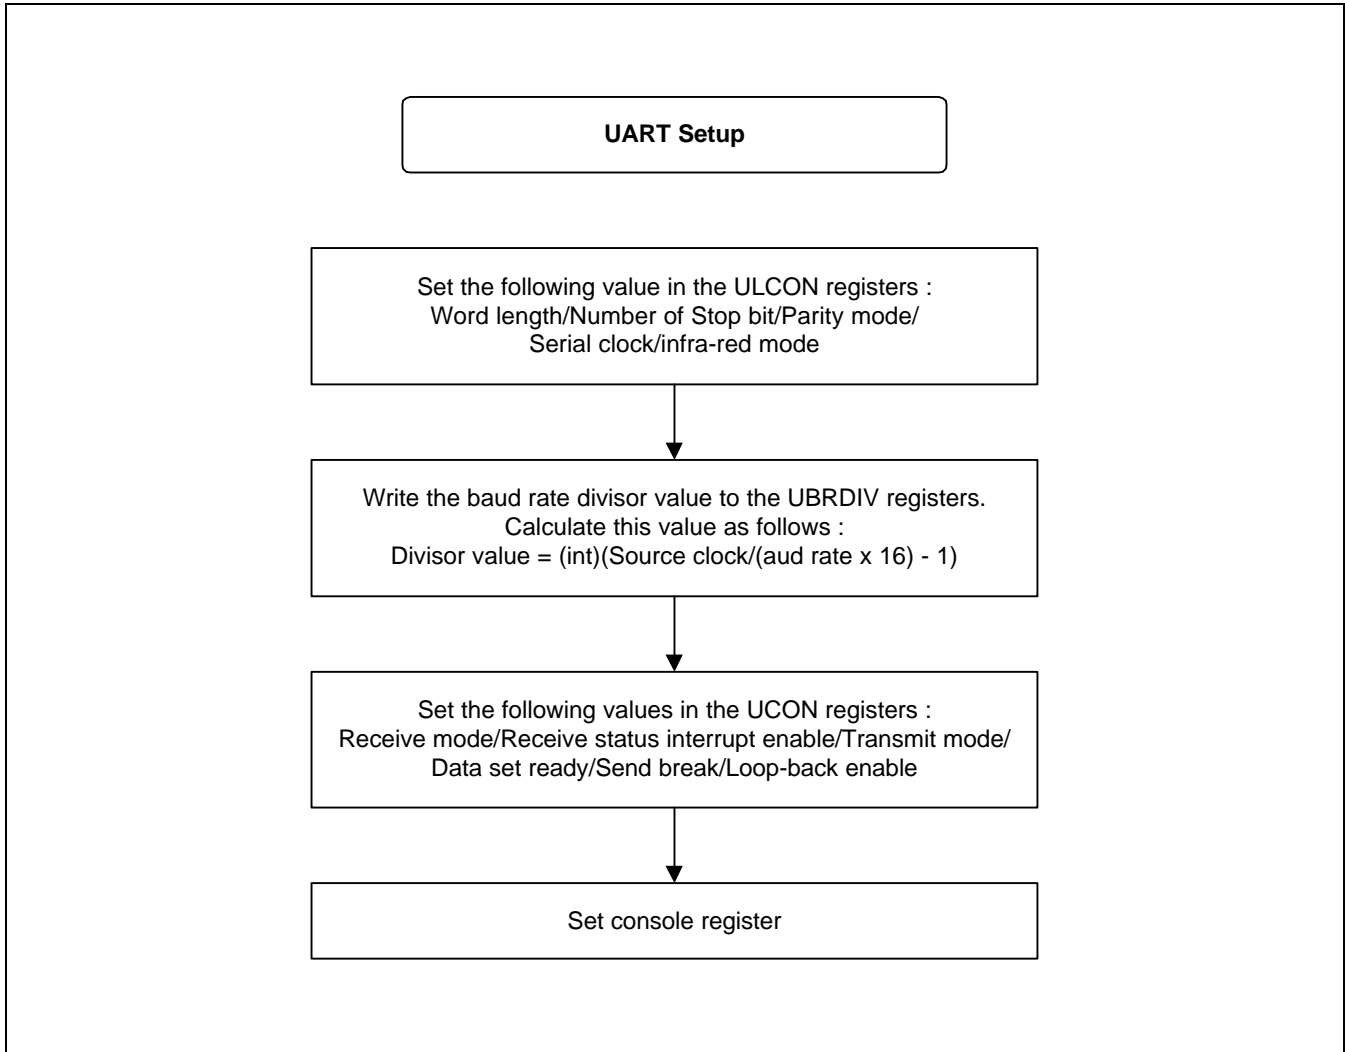 UART Setup
Set the following value in the ULCON registers :
Word length/Number of Stop bit/Parity mode/
Serial clock/infra-red mode
Write the baud rate divisor value to the UBRDIV registers.
Calculate this value as follows :
Divisor value = (int)(Source clock/(aud rate x 16) - 1)
Set the following values in the UCON registers :
Receive mode/Receive status interrupt enable/Transmit mode/
Data set ready/Send break/Loop-back enable
Set console register